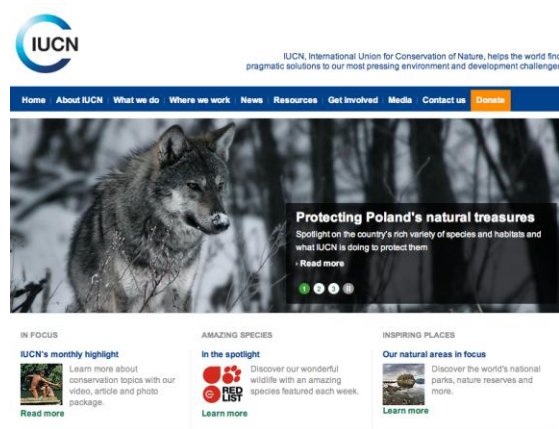 IUCN
IUCN, International Union for Conservation of Nature, helps the world find
pragmatic solutions to our most pressing environment and development challenges
Home About IUCN What we do Where we work News Resources Get involved Media Contact us Donate
Protecting Poland's natural treasures
Spotlight on the country's rich variety of species and habitats and
what IUCN is doing to protect them
Read more
1 2 3 II
IN FOCUS
IUCN's monthly highlight
Learn more about
conservation topics with our
video, article and photo
package.
Read more
AMAZING SPECIES
In the spotlight
RED
LIST
Discover our wonderful
wildlife with an amazing
species featured each week.
Learn more
INSPIRING PLACES
Our natural areas in focus
Discover the world's national
parks, nature reserves and
more.
Learn more